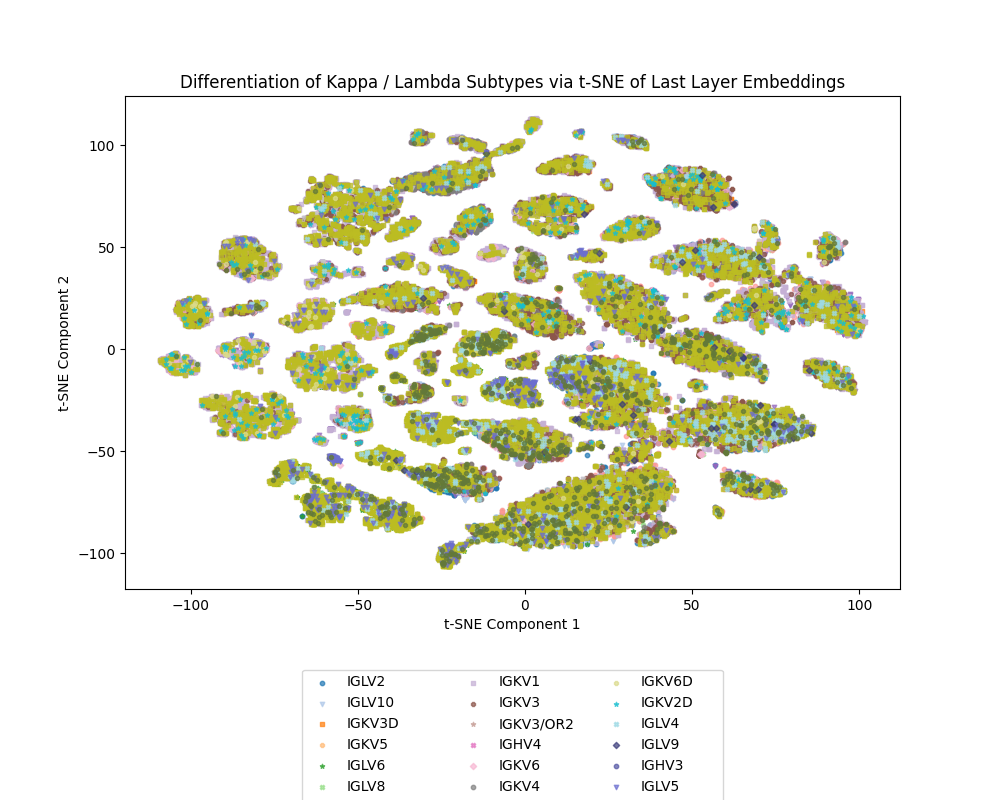 Differentiation of Kappa / Lambda Subtypes via t-SNE of Last Layer Embeddings
100
50
0
−50
−100
t-SNE Component 2
−100
−50
0
50
100
t-SNE Component 1
IGLV2
IGLV10
IGKV3D
IGKV5
IGLV6
IGLV8
IGKV1
IGKV3
IGKV3/OR2
IGHV4
IGKV6
IGKV4
IGKV6D
IGKV2D
IGLV4
IGLV9
IGHV3
IGLV5